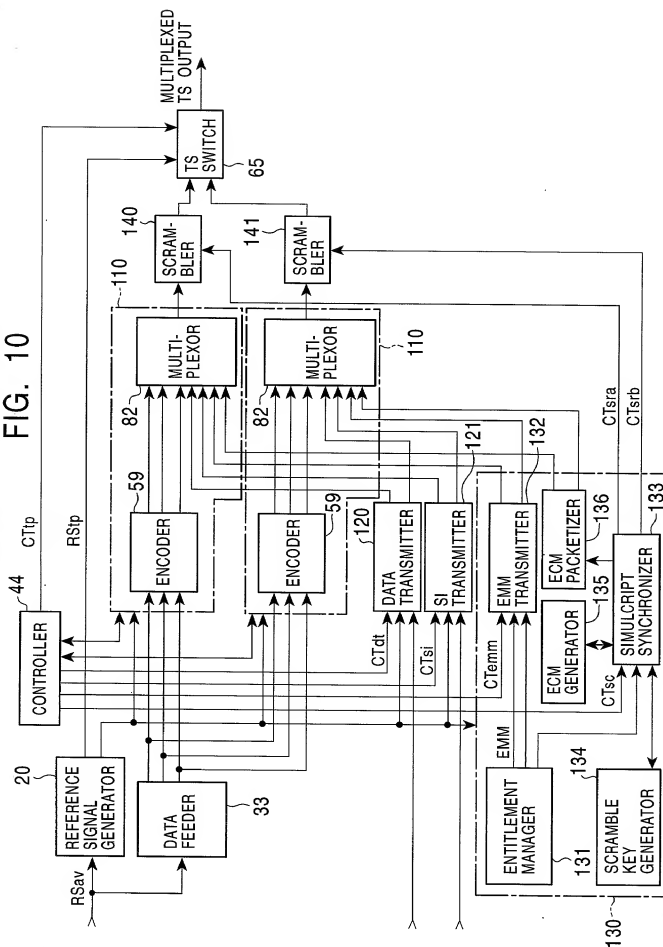 FIG. 10
44
CONTROLLER
CTtp
RStp
20
REFERENCE
SIGNAL
GENERATOR
RSav
DATA
FEEDER
33
59
ENCODER
82
MULTI-
PLEXOR
110
140
SCRAM-
BLER
TS
SWITCH
65
MULTIPLEXED
TS OUTPUT
ENCODER
59
82
MULTI-
PLEXOR
110
141
SCRAM-
BLER
CTdt
120
DATA
TRANSMITTER
CTsi
SI
TRANSMITTER
121
CTemm
EMM
TRANSMITTER
132
EMM
ENTITLEMENT
MANAGER
131
ECM
GENERATOR
135
ECM
PACKETIZER
136
CTsc
SIMULCRIPT
SYNCHRONIZER
133
134
SCRAMBLE
KEY
GENERATOR
130
CTsra
CTsrb